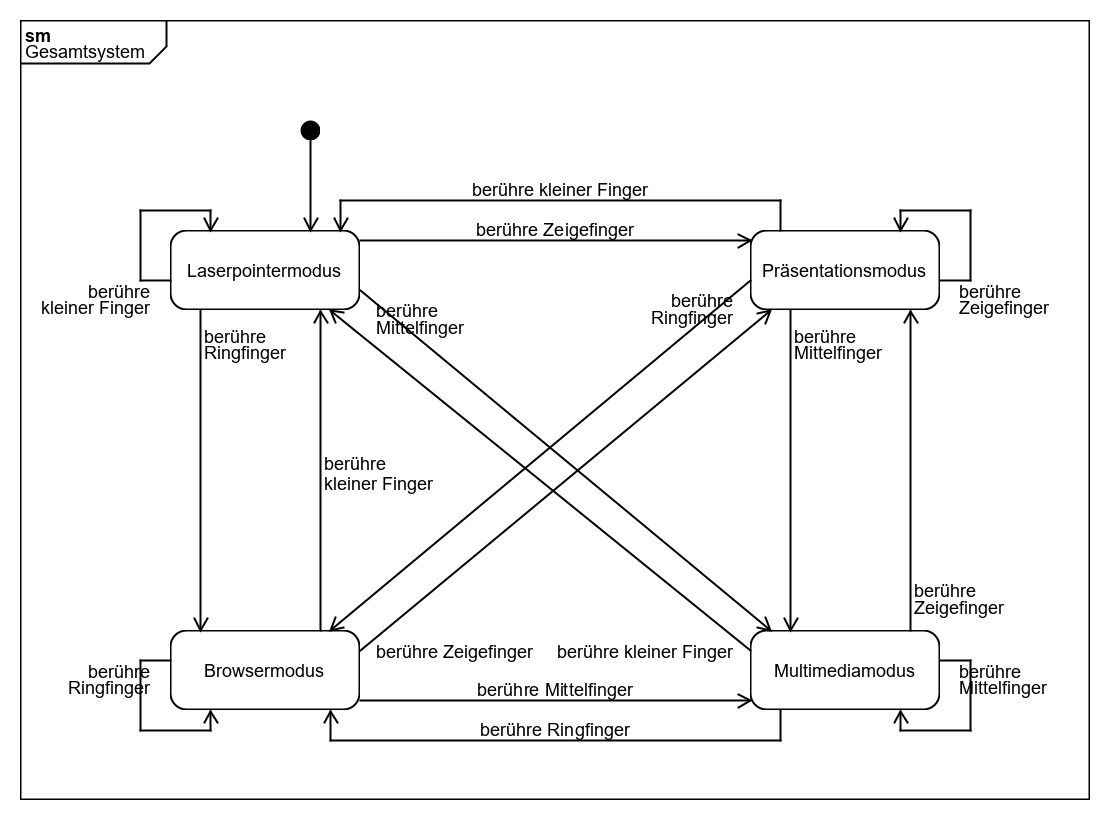 sm
Gesamtsystem
berühre kleiner Finger
berühre Zeigefinger
Laserpointermodus
Präsentationsmodus
berühre
kleiner Finger
berühre
Mittelfinger
berühre
Ringfinger
berühre
Zeigefinger
berühre
Ringfinger
berühre
Mittelfinger
berühre
kleiner Finger
berühre
Zeigefinger
berühre Zeigefinger
berühre kleiner Finger
berühre
Ringfinger
Browsermodus
Multimediamodus
berühre
Mittelfinger
berühre Mittelfinger
berühre Ringfinger